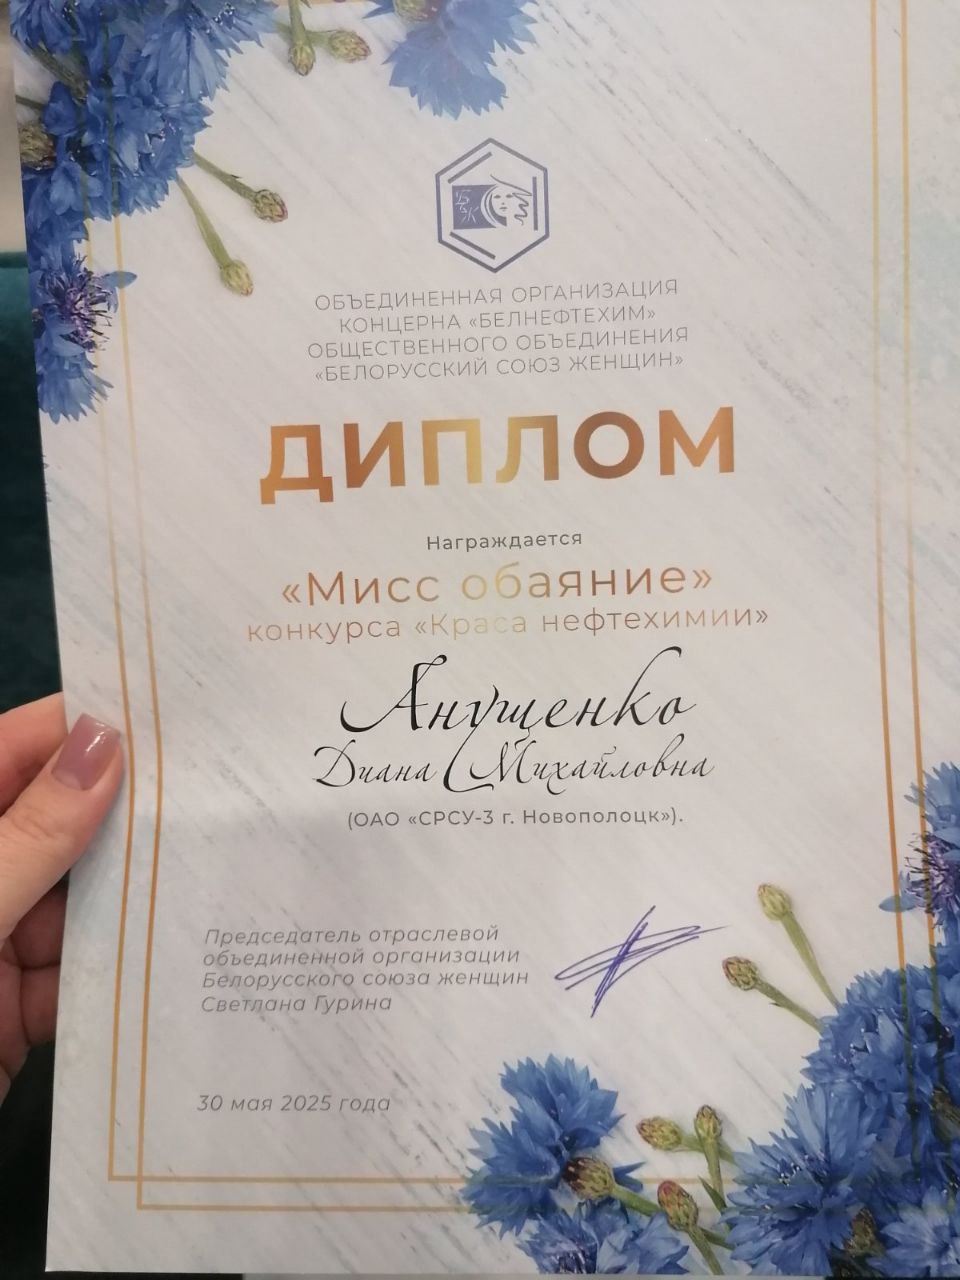 БСЖ
ОБЪЕДИНЕННАЯ ОРГАНИЗАЦИЯ
КОНЦЕРНА «БЕЛНЕФТЕХИМ»
ОБЩЕСТВЕННОГО ОБЪЕДИНЕНИЯ
«БЕЛОРУССКИЙ СОЮЗ ЖЕНЩИН»
ДИПЛОМ
Награждается
«Мисс обаяние»
конкурса «Краса нефтехимии»
Анущенко
Диана Михайловна
(ОАО «СРСУ-3 г. Новополоцк»).
Председатель отраслевой
объединенной организации
Белорусского союза женщин
Светлана Гурина
30 мая 2025 года